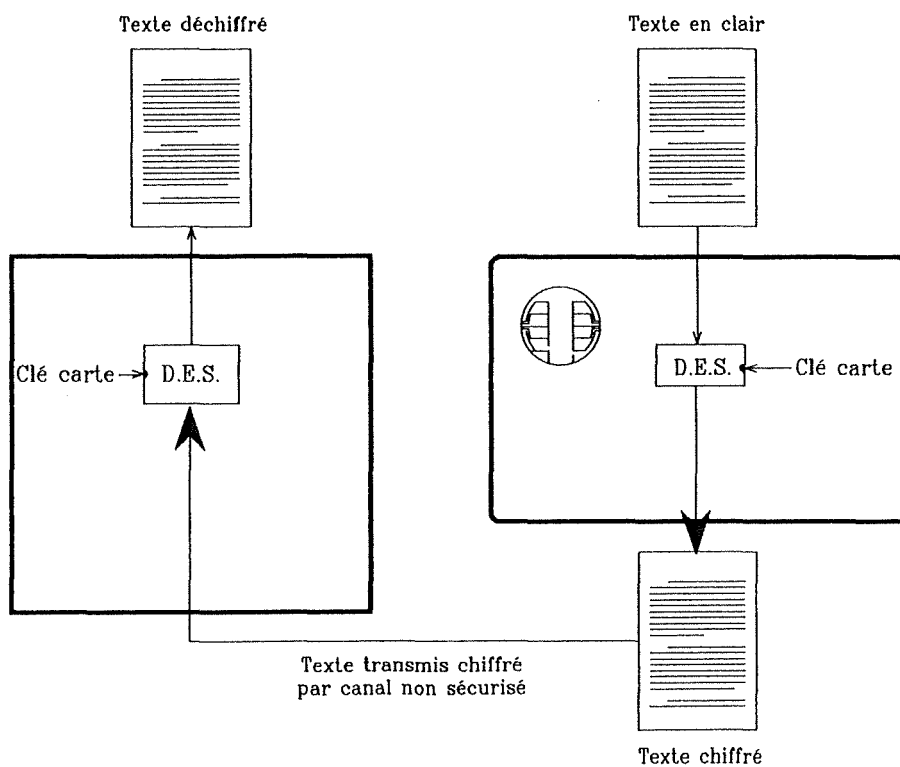 Texte déchiffré
Texte en clair
Clé carte
D.E.S.
D.E.S.
Clé carte
Texte transmis chiffré
par canal non sécurisé
Texte chiffré